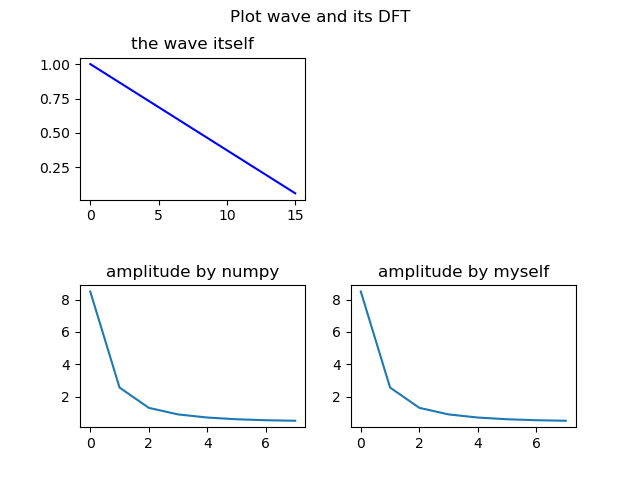 Plot wave and its DFT
the wave itself
1.00
0.75
0.50
0.25
0 5 10 15
amplitude by numpy
8
6
4
2
0 2 4 6
amplitude by myself
8
6
4
2
0 2 4 6